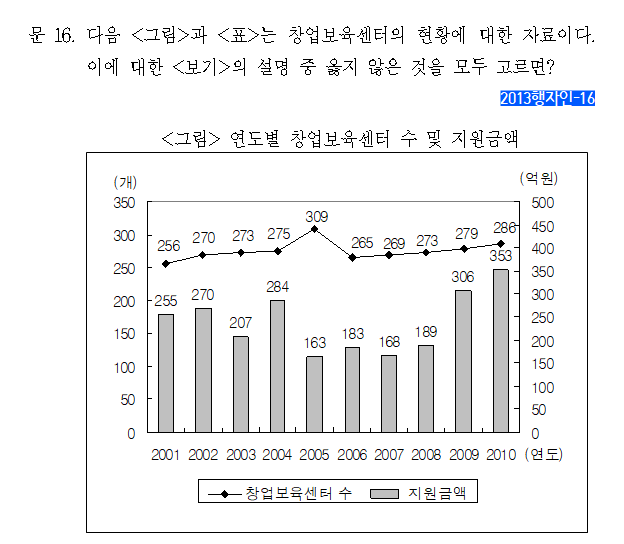 문 16. 다음 <그림>과 <표>는 창업보육센터의 현황에 대한 자료이다.
이에 대한 <보기>의 설명 중 옳지 않은 것을 모두 고르면?
2013행자인-16
<그림> 연도별 창업보육센터 수 및 지원금액
(개) (억원)
350 500
300 450
250 400
200 350
150 300
100 250
50 200
0 150
100
50
0
256 270 273 275 309 265 269 273 279 286
255 270 207 284 163 183 168 189 306 353
2001 2002 2003 2004 2005 2006 2007 2008 2009 2010 (연도)
창업보육센터 수 지원금액